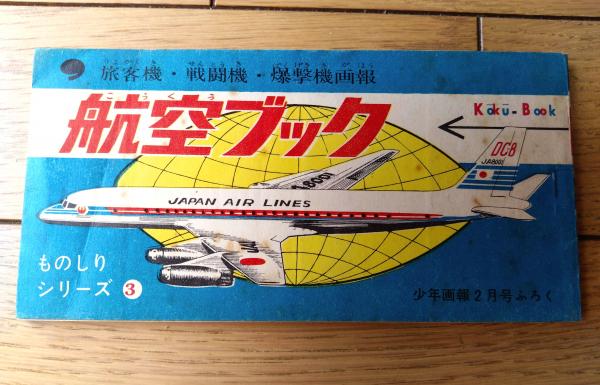 旅客機・戦闘機・爆撃機画報
航空ブック
Kōkū-Book
DC8
JA8001
JA8001
JAPAN AIR LINES
ものしり
シリーズ3
少年画報2月号ふろく